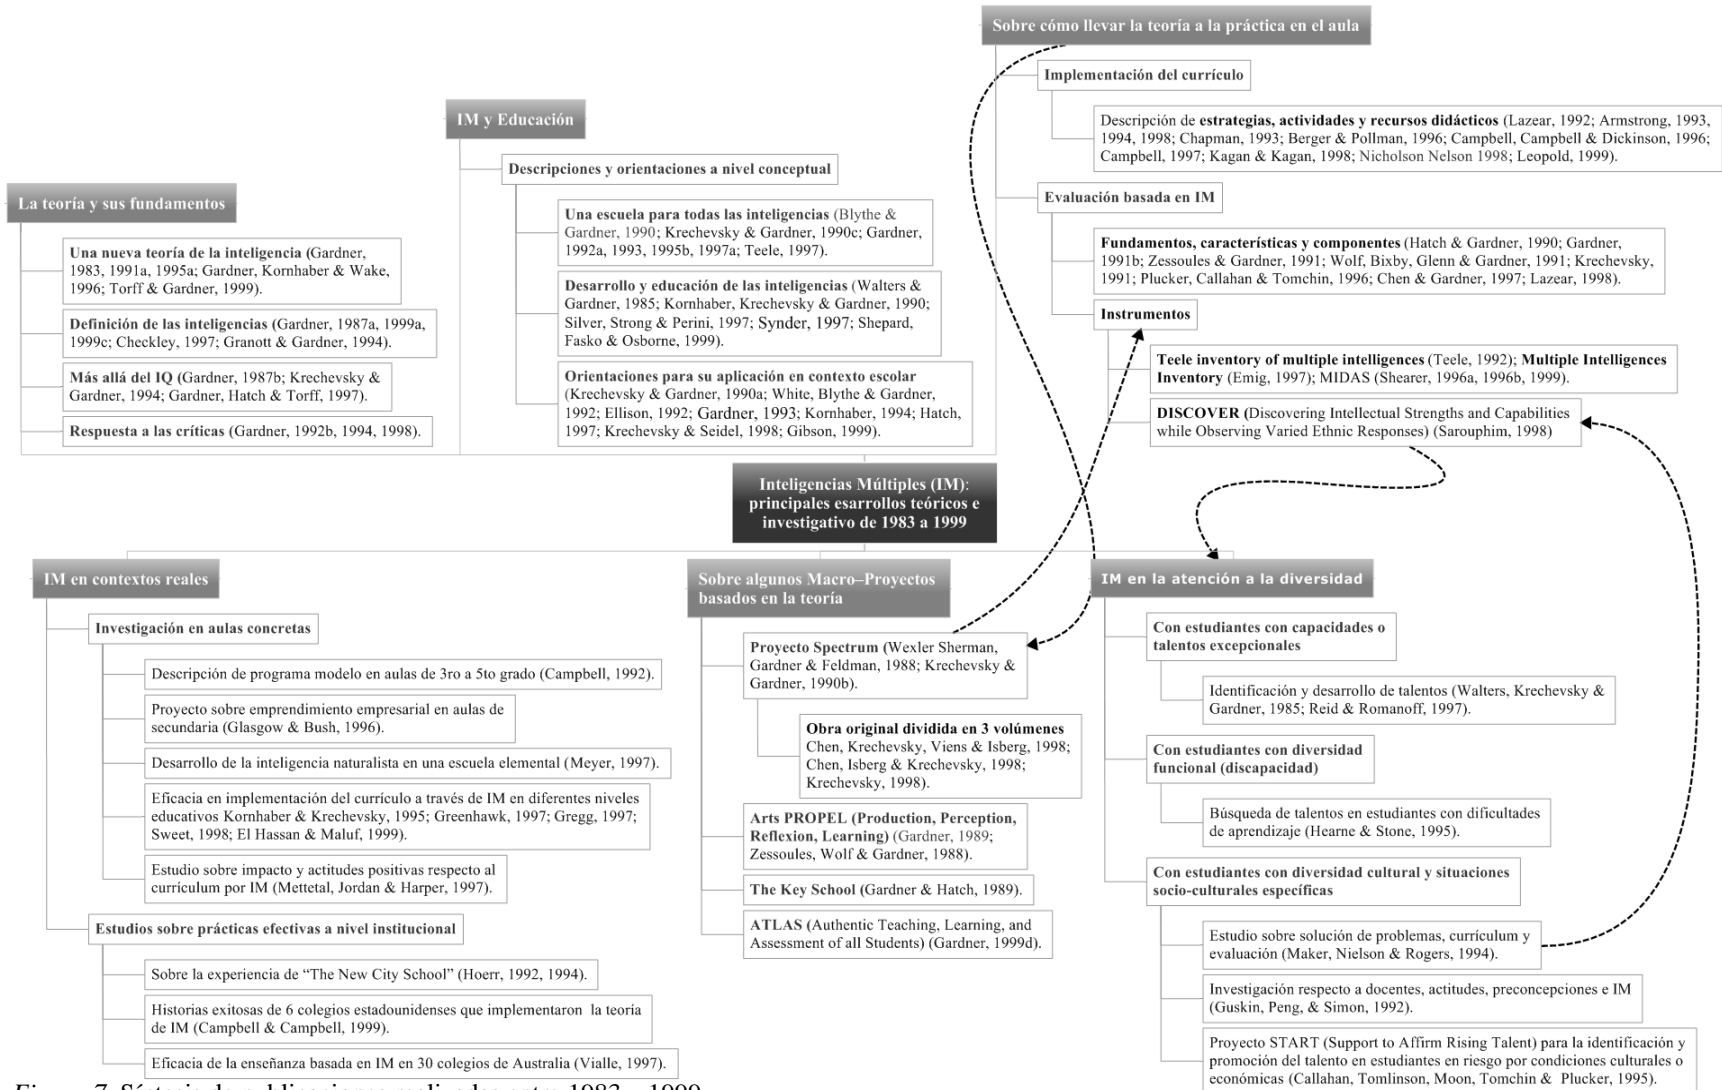 Sobre cómo llevar la teoría a la práctica en el aula
Implementación del currículo
Descripción de estrategias, actividades y recursos didácticos (Lazear, 1992; Armstrong, 1993,
1994, 1998; Chapman, 1993; Berger & Pollman, 1996; Campbell, Campbell & Dickinson, 1996;
Campbell, 1997; Kagan & Kagan, 1998; Nicholson Nelson 1998; Leopold, 1999).
Evaluación basada en IM
Fundamentos, características y componentes (Hatch & Gardner, 1990; Gardner,
1991b; Zessoules & Gardner, 1991; Wolf, Bixby, Glenn & Gardner, 1991; Krechevsky,
1991; Plucker, Callahan & Tomchin, 1996; Chen & Gardner, 1997; Lazear, 1998).
Instrumentos
Teele inventory of multiple intelligences (Teele, 1992); Multiple Intelligences
Inventory (Emig, 1997); MIDAS (Shearer, 1996a, 1996b, 1999).
DISCOVER (Discovering Intellectual Strengths and Capabilities
while Observing Varied Ethnic Responses) (Sarouphim, 1998)
IM y Educación
Descripciones y orientaciones a nivel conceptual
Una escuela para todas las inteligencias (Blythe &
Gardner, 1990; Krechevsky & Gardner, 1990c; Gardner,
1992a, 1993, 1995b, 1997a; Teele, 1997).
Desarrollo y educación de las inteligencias (Walters &
Gardner, 1985; Kornhaber, Krechevsky & Gardner, 1990;
Silver, Strong & Perini, 1997; Synder, 1997; Shepard,
Fasko & Osborne, 1999).
Orientaciones para su aplicación en contexto escolar
(Krechevsky & Gardner, 1990a; White, Blythe & Gardner,
1992; Ellison, 1992; Gardner, 1993; Kornhaber, 1994; Hatch,
1997; Krechevsky & Seidel, 1998; Gibson, 1999).
La teoría y sus fundamentos
Una nueva teoría de la inteligencia (Gardner,
1983, 1991a, 1995a; Gardner, Kornhaber & Wake,
1996; Torff & Gardner, 1999).
Definición de las inteligencias (Gardner, 1987a, 1999a,
1999c; Checkley, 1997; Granott & Gardner, 1994).
Más allá del IQ (Gardner, 1987b; Krechevsky &
Gardner, 1994; Gardner, Hatch & Torff, 1997).
Respuesta a las críticas (Gardner, 1992b, 1994, 1998).
Inteligencias Múltiples (IM):
principales esarrollos teóricos e
investigativo de 1983 a 1999
IM en contextos reales
Investigación en aulas concretas
Descripción de programa modelo en aulas de 3ro a 5to grado (Campbell, 1992).
Proyecto sobre emprendimiento empresarial en aulas de
secundaria (Glasgow & Bush, 1996).
Desarrollo de la inteligencia naturalista en una escuela elemental (Meyer, 1997).
Eficacia en implementación del currículo a través de IM en diferentes niveles
educativos Kornhaber & Krechevsky, 1995; Greenhawk, 1997; Gregg, 1997;
Sweet, 1998; El Hassan & Maluf, 1999).
Estudio sobre impacto y actitudes positivas respecto al
currículum por IM (Mettetal, Jordan & Harper, 1997).
Estudios sobre prácticas efectivas a nivel institucional
Sobre la experiencia de “The New City School” (Hoerr, 1992, 1994).
Historias exitosas de 6 colegios estadounidenses que implementaron la teoría
de IM (Campbell & Campbell, 1999).
Eficacia de la enseñanza basada en IM en 30 colegios de Australia (Vialle, 1997).
Sobre algunos Macro–Proyectos
basados en la teoría
Proyecto Spectrum (Wexler Sherman,
Gardner & Feldman, 1988; Krechevsky &
Gardner, 1990b).
Obra original dividida en 3 volúmenes
Chen, Krechevsky, Viens & Isberg, 1998;
Chen, Isberg & Krechevsky, 1998;
Krechevsky, 1998).
Arts PROPEL (Production, Perception,
Reflexion, Learning) (Gardner, 1989;
Zessoules, Wolf & Gardner, 1988).
The Key School (Gardner & Hatch, 1989).
ATLAS (Authentic Teaching, Learning, and
Assessment of all Students) (Gardner, 1999d).
IM en la atención a la diversidad
Con estudiantes con capacidades o
talentos excepcionales
Identificación y desarrollo de talentos (Walters, Krechevsky &
Gardner, 1985; Reid & Romanoff, 1997).
Con estudiantes con diversidad
funcional (discapacidad)
Búsqueda de talentos en estudiantes con dificultades
de aprendizaje (Hearne & Stone, 1995).
Con estudiantes con diversidad cultural y situaciones
socio-culturales específicas
Estudio sobre solución de problemas, currículum y
evaluación (Maker, Nielson & Rogers, 1994).
Investigación respecto a docentes, actitudes, preconcepciones e IM
(Guskin, Peng, & Simon, 1992).
Proyecto START (Support to Affirm Rising Talent) para la identificación y
promoción del talento en estudiantes en riesgo por condiciones culturales o
económicas (Callahan, Tomlinson, Moon, Tomchin & Plucker, 1995).